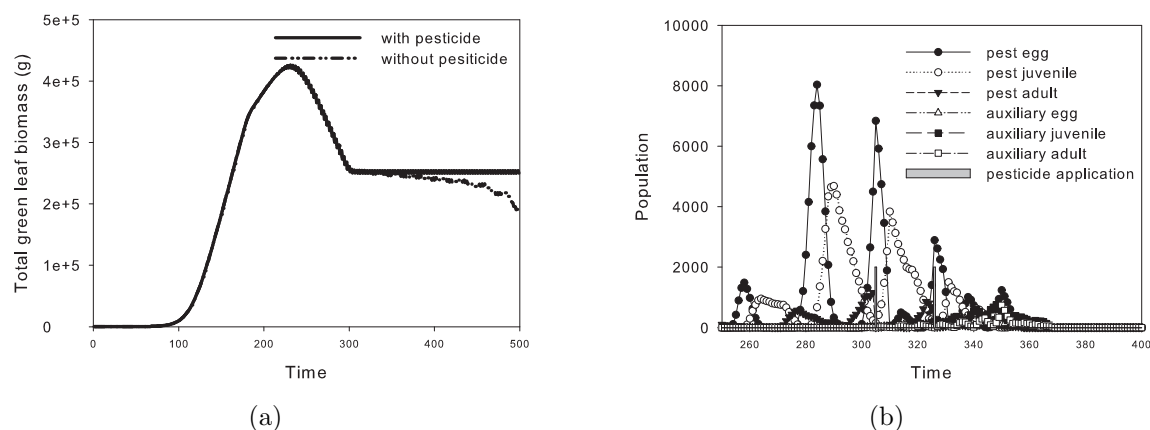 5e+5
4e+5
3e+5
2e+5
1e+5
0
Total green leaf biomass (g)
with pesticide
without pesiticide
0 100 200 300 400 500
Time
(a)
10000
8000
6000
4000
2000
0
Population
pest egg
pest juvenile
pest adult
auxiliary egg
auxiliary juvenile
auxiliary adult
pesticide application
260 280 300 320 340 360 380 400
Time
(b)